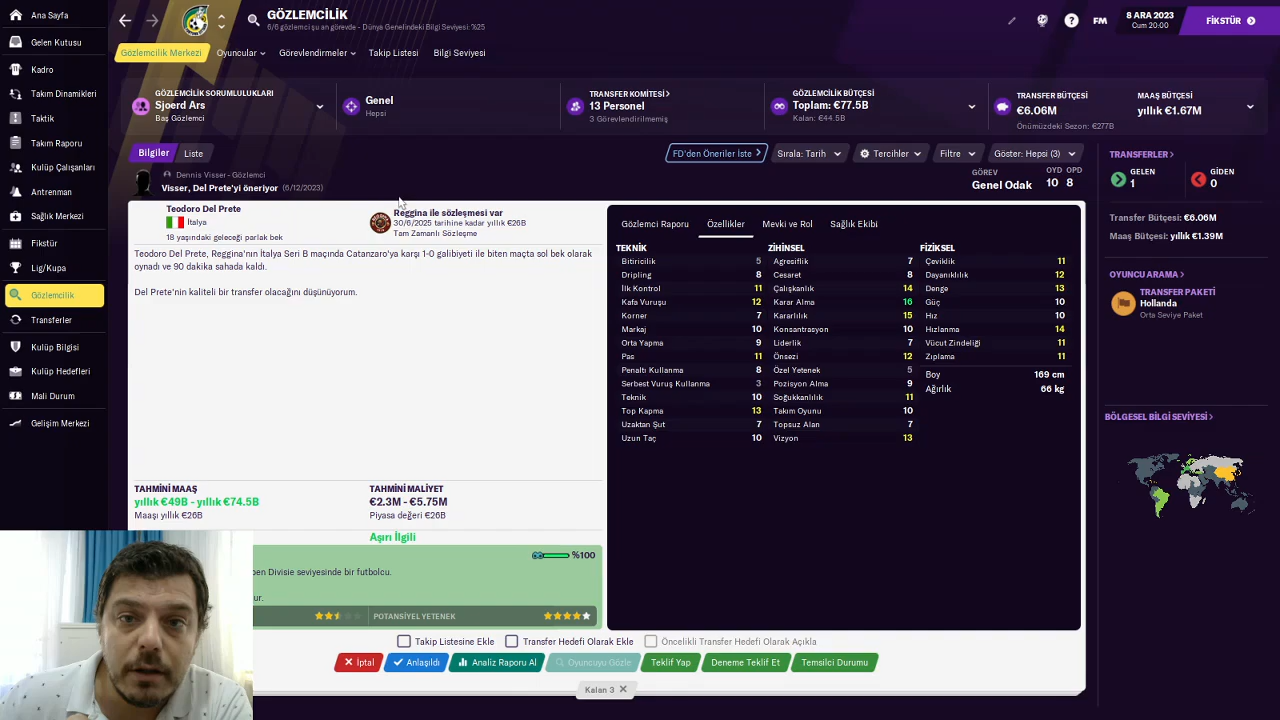 Ana Sayfa
Gelen Kutusu
Kadro
Takım Dinamikleri
Taktik
Takım Raporu
Kulüp Çalışanları
Antrenman
Sağlık Merkezi
Fikstür
Lig/Kupa
Gözlemcilik
Transferler
Kulüp Bilgisi
Kulüp Hedefleri
Mali Durum
Gelişim Merkezi
GÖZLEMCİLİK
6/6 gözlemci şu an görevde - Dünya Genelindeki Bilgi Seviyesi: %25
FM
8 AĞU 2023
Cum 20:00
FİKSTÜR
Gözlemcilik Merkezi
Oyuncular
Görevlendirmeler
Takip Listesi
Bilgi Seviyesi
GÖZLEMCİLİK SORUMLULUKLARI
Sjoerd Ars
Baş Gözlemci
Genel
Hepsi
TRANSFER KOMİTESİ
13 Personel
3 Görevlendirilmemiş
GÖZLEMCİLİK BÜTÇESİ
Toplam: €77.5B
Kalan: €44.5B
TRANSFER BÜTÇESİ
€6.06M
Önümüzdeki Sezon: €277B
MAAŞ BÜTÇESİ
yıllık €1.67M
Bilgiler
Liste
FD'den Öneriler İste
Sırala: Tarih
Tercihler
Filtre
Göster: Hepsi (3)
Dennis Visser - Gözlemci
Visser, Del Prete'yi öneriyor (6/12/2023)
GÖREV
Genel Odak
OYD OPD
10 8
Teodoro Del Prete
İtalya
18 yaşındaki geleceği parlak bek
Reggina ile sözleşmesi var
30/6/2025 tarihine kadar yıllık €26B
Tam Zamanlı Sözleşme
Teodoro Del Prete, Reggina'nın İtalya Seri B maçında Catanzaro'ya karşı 1-0 galibiyeti ile biten maçta sol bek olarak
oynadı ve 90 dakika sahada kaldı.
Del Prete'nin kaliteli bir transfer olacağını düşünüyorum.
TAHMİNİ MAAŞ
yıllık €49B - yıllık €74.5B
Maaşı yıllık €26B
TAHMİNİ MALİYET
€2.3M - €5.75M
Piyasa değeri €26B
Aşırı İlgili
%100
pen Divisie seviyesinde bir futbolcu.
ur.
POTANSİYEL YETENEK
Gözlemci Raporu
Özellikler
Mevki ve Rol
Sağlık Ekibi
TEKNİK
Bitiricilik 5
Dripling 8
İlk Kontrol 11
Kafa Vuruşu 12
Korner 7
Markaj 10
Orta Yapma 9
Pas 11
Penaltı Kullanma 8
Serbest Vuruş Kullanma 3
Teknik 10
Top Kapma 13
Uzaktan Şut 7
Uzun Taç 10
ZİHİNSEL
Agresiflik 7
Cesaret 8
Çalışkanlık 14
Karar Alma 16
Kararlılık 15
Konsantrasyon 10
Liderlik 7
Önsezi 12
Özel Yetenek 5
Pozisyon Alma 9
Soğukkanlılık 11
Takım Oyunu 10
Topsuz Alan 7
Vizyon 13
FİZİKSEL
Çeviklik 11
Dayanıklılık 12
Denge 13
Güç 10
Hız 10
Hızlanma 14
Vücut Zindeliği 11
Zıplama 11
Boy 169 cm
Ağırlık 66 kg
Takip Listesine Ekle
Transfer Hedefi Olarak Ekle
Öncelikli Transfer Hedefi Olarak Açıkla
İptal
Anlaşıldı
Analiz Raporu Al
Oyuncuyu Gözle
Teklif Yap
Deneme Teklif Et
Temsilci Durumu
Kalan 3
TRANSFERLER
GELEN
1
GİDEN
0
Transfer Bütçesi: €6.06M
Maaş Bütçesi: yıllık €1.39M
OYUNCU ARAMA
TRANSFER PAKETİ
Hollanda
Orta Seviye Paket
BÖLGESEL BİLGİ SEVİYESİ